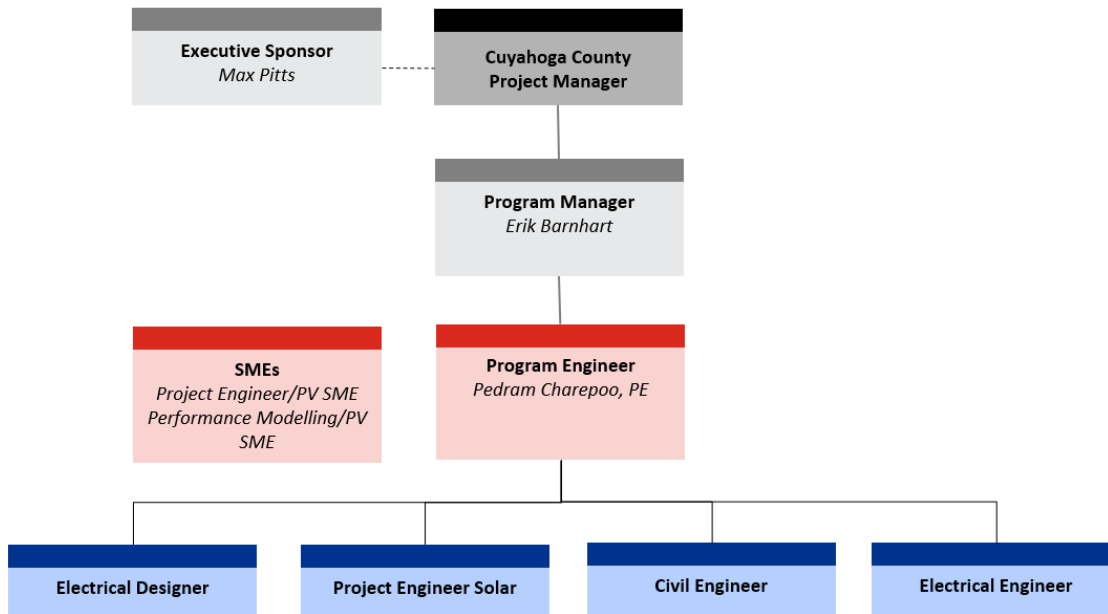 Executive Sponsor
Max Pitts
Cuyahoga County
Project Manager
Program Manager
Erik Barnhart
SMEs
Project Engineer/PV SME
Performance Modelling/PV
SME
Program Engineer
Pedram Charepoo, PE
Electrical Designer
Project Engineer Solar
Civil Engineer
Electrical Engineer